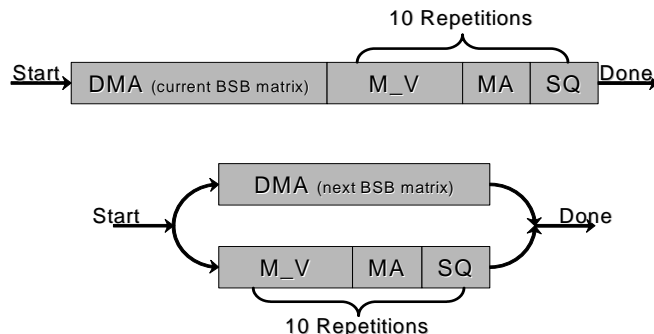 10 Repetitions
Start DMA (current BSB matrix) M_V MA SQ Done
DMA (next BSB matrix)
Start Done
M_V MA SQ
10 Repetitions